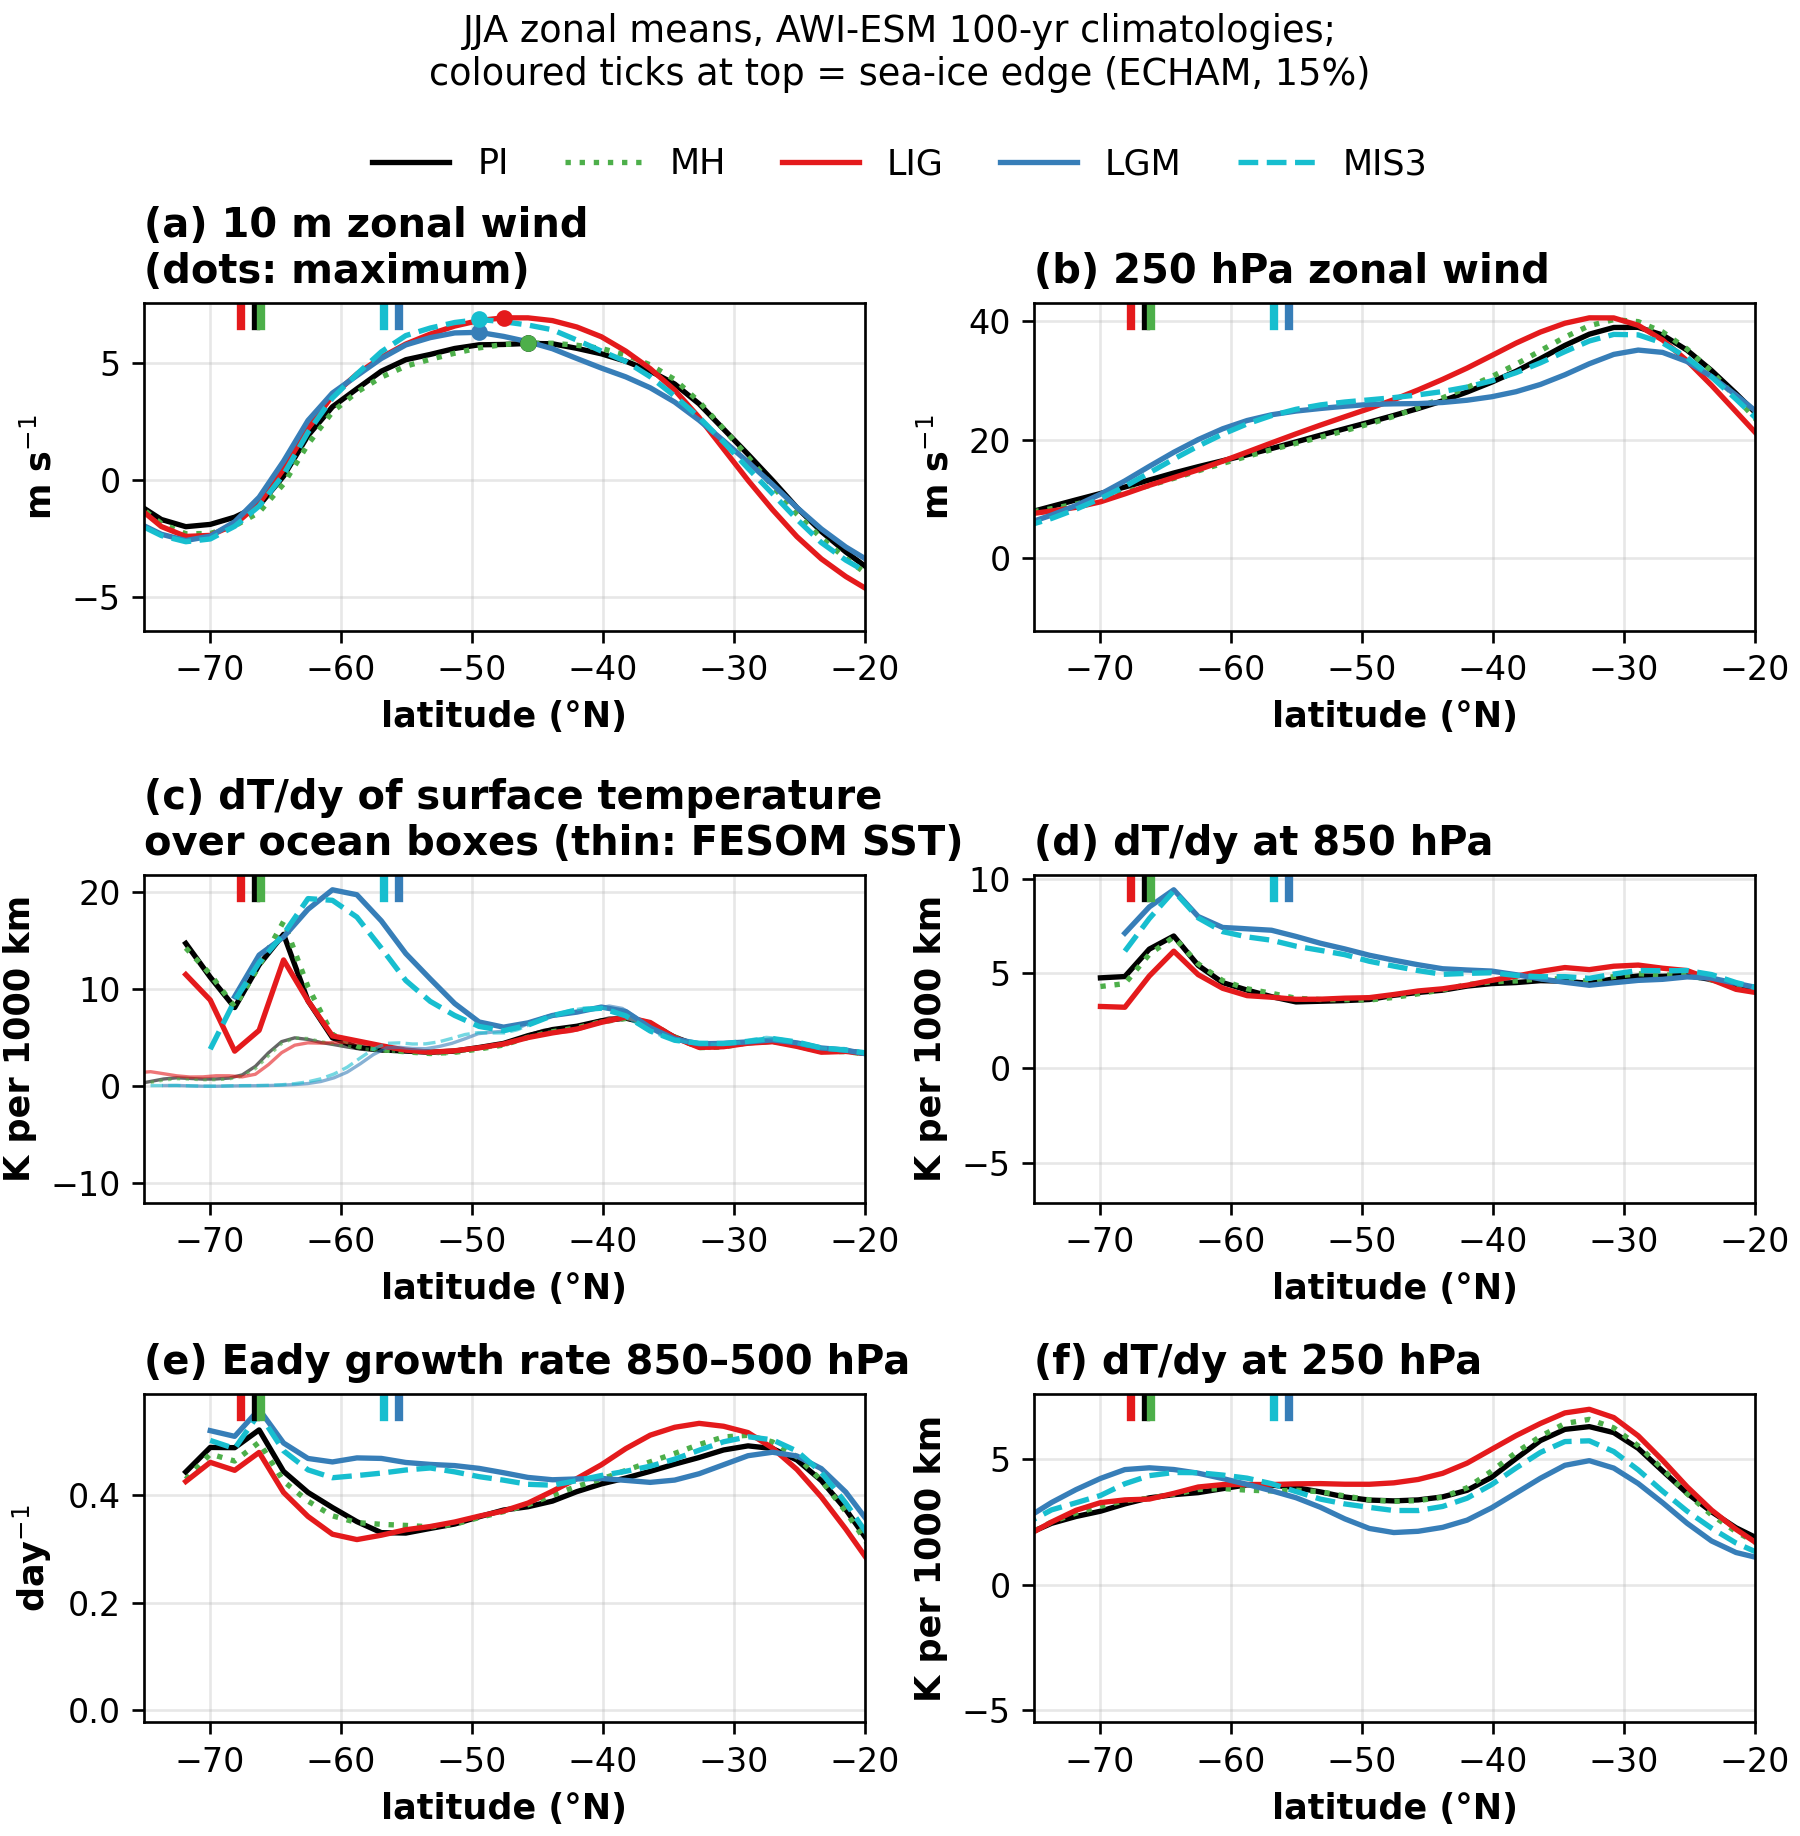 JJA zonal means, AWI-ESM 100-yr climatologies;
coloured ticks at top = sea-ice edge (ECHAM, 15%)
PI MH LIG LGM MIS3
(a) 10 m zonal wind
(dots: maximum)
5
0
−5
m s⁻¹
−70 −60 −50 −40 −30 −20
latitude (°N)
(b) 250 hPa zonal wind
40
20
0
m s⁻¹
−70 −60 −50 −40 −30 −20
latitude (°N)
(c) dT/dy of surface temperature
over ocean boxes (thin: FESOM SST)
20
10
0
−10
K per 1000 km
−70 −60 −50 −40 −30 −20
latitude (°N)
(d) dT/dy at 850 hPa
10
5
0
−5
K per 1000 km
−70 −60 −50 −40 −30 −20
latitude (°N)
(e) Eady growth rate 850–500 hPa
0.4
0.2
0.0
day⁻¹
−70 −60 −50 −40 −30 −20
latitude (°N)
(f) dT/dy at 250 hPa
5
0
−5
K per 1000 km
−70 −60 −50 −40 −30 −20
latitude (°N)